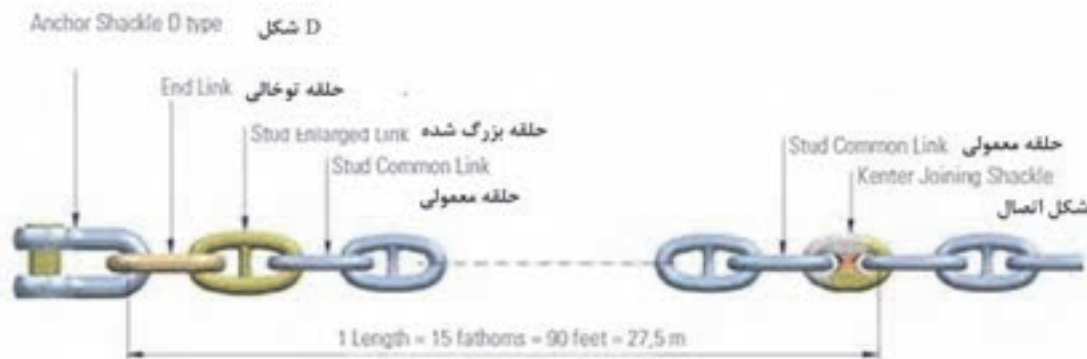 Anchor Shackle D type D شکل
End Link حلقه توخالی
Stud Enlarged Link حلقه بزرگ شده
Stud Common Link
حلقه معمولی
Stud Common Link حلقه معمولی
Kenter Joining Shackle
شکل اتصال
1 Length = 15 fathoms = 90 feet = 27,5 m